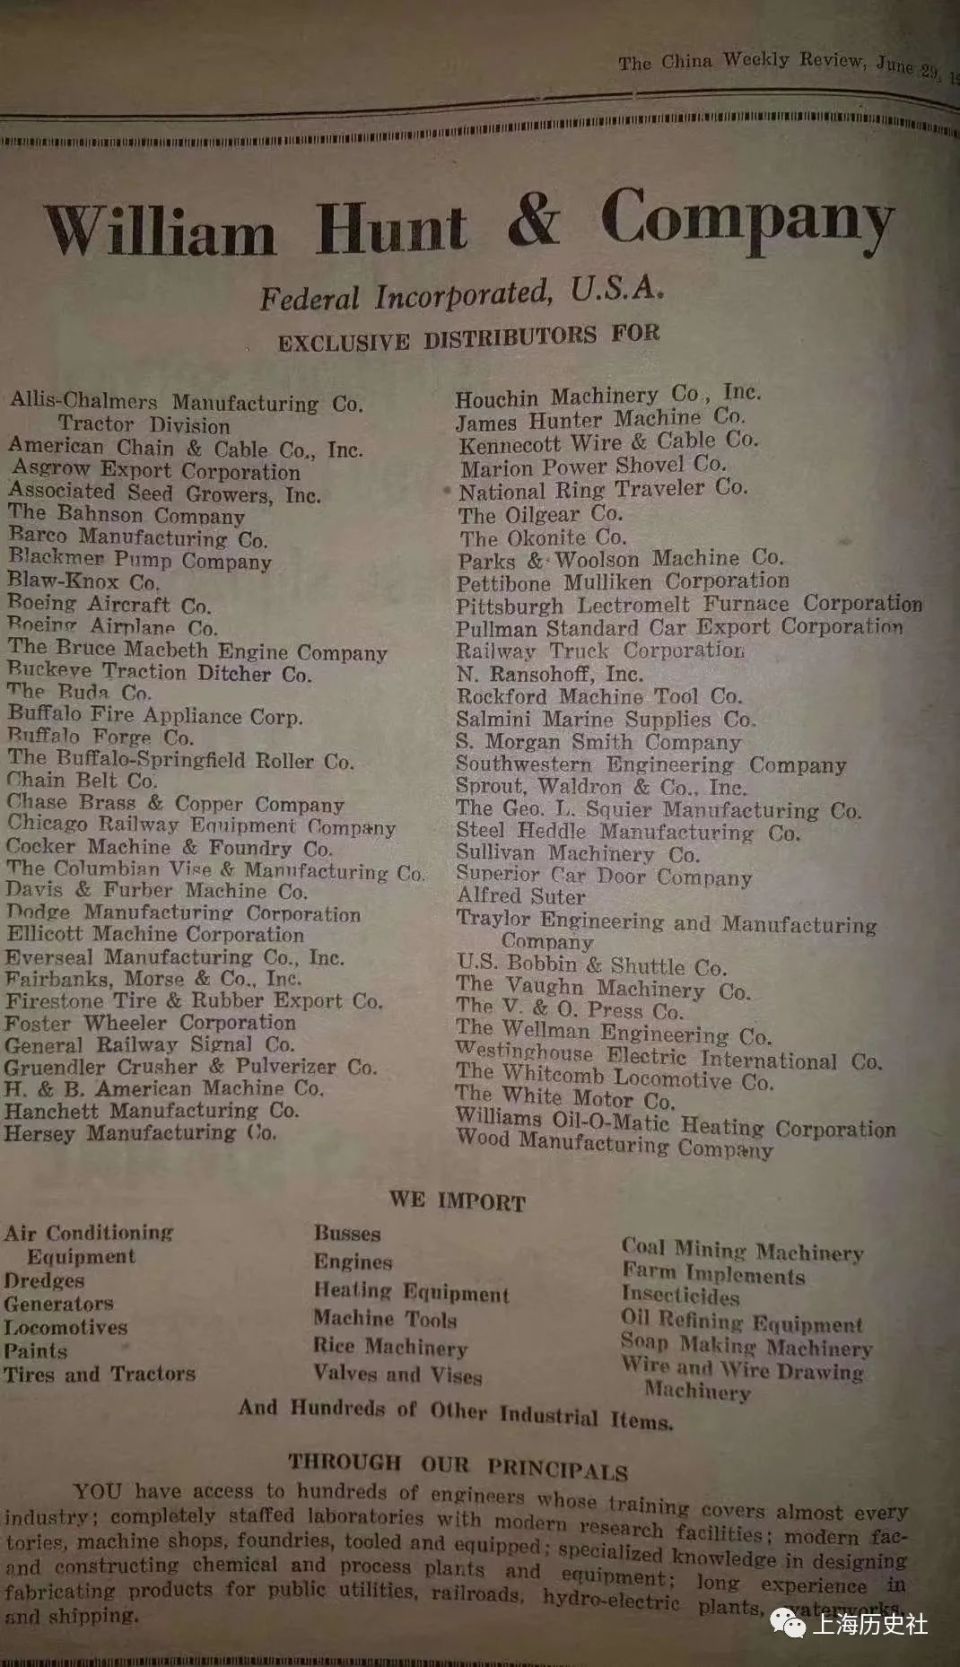 The China Weekly Review, June 29, 19
William Hunt & Company
Federal Incorporated, U.S.A.
EXCLUSIVE DISTRIBUTORS FOR
Allis-Chalmers Manufacturing Co.
Tractor Division
American Chain & Cable Co., Inc.
Asgrow Export Corporation
Associated Seed Growers, Inc.
The Bahnson Company
Barco Manufacturing Co.
Blackmer Pump Company
Blaw-Knox Co.
Boeing Aircraft Co.
Boeing Airplane Co.
The Bruce Macbeth Engine Company
Buckeye Traction Ditcher Co.
The Buda Co.
Buffalo Fire Appliance Corp.
Buffalo Forge Co.
The Buffalo-Springfield Roller Co.
Chain Belt Co.
Chase Brass & Copper Company
Chicago Railway Equipment Company
Cocker Machine & Foundry Co.
The Columbian Vise & Manufacturing Co.
Davis & Furber Machine Co.
Dodge Manufacturing Corporation
Ellicott Machine Corporation
Everseal Manufacturing Co., Inc.
Fairbanks, Morse & Co., Inc.
Firestone Tire & Rubber Export Co.
Foster Wheeler Corporation
General Railway Signal Co.
Gruendler Crusher & Pulverizer Co.
H. & B. American Machine Co.
Hanchett Manufacturing Co.
Hersey Manufacturing Co.
Houchin Machinery Co., Inc.
James Hunter Machine Co.
Kennecott Wire & Cable Co.
Marion Power Shovel Co.
National Ring Traveler Co.
The Oilgear Co.
The Okonite Co.
Parks & Woolson Machine Co.
Pettibone Mulliken Corporation
Pittsburgh Lectromelt Furnace Corporation
Pullman Standard Car Export Corporation
Railway Truck Corporation
N. Ransohoff, Inc.
Rockford Machine Tool Co.
Salmini Marine Supplies Co.
S. Morgan Smith Company
Southwestern Engineering Company
Sprout, Waldron & Co., Inc.
The Geo. L. Squier Manufacturing Co.
Steel Heddle Manufacturing Co.
Sullivan Machinery Co.
Superior Car Door Company
Alfred Suter
Traylor Engineering and Manufacturing
Company
U.S. Bobbin & Shuttle Co.
The Vaughn Machinery Co.
The V. & O. Press Co.
The Wellman Engineering Co.
Westinghouse Electric International Co.
The Whitcomb Locomotive Co.
The White Motor Co.
Williams Oil-O-Matic Heating Corporation
Wood Manufacturing Company
WE IMPORT
Air Conditioning
Equipment
Dredges
Generators
Locomotives
Paints
Tires and Tractors
Busses
Engines
Heating Equipment
Machine Tools
Rice Machinery
Valves and Vises
Coal Mining Machinery
Farm Implements
Insecticides
Oil Refining Equipment
Soap Making Machinery
Wire and Wire Drawing
Machinery
And Hundreds of Other Industrial Items.
THROUGH OUR PRINCIPALS
YOU have access to hundreds of engineers whose training covers almost every
industry; completely staffed laboratories with modern research facilities; modern fac-
tories, machine shops, foundries, tooled and equipped; specialized knowledge in designing
and constructing chemical and process plants and equipment; long experience in
fabricating products for public utilities, railroads, hydro-electric plants, waterworks,
and shipping.
上海历史社